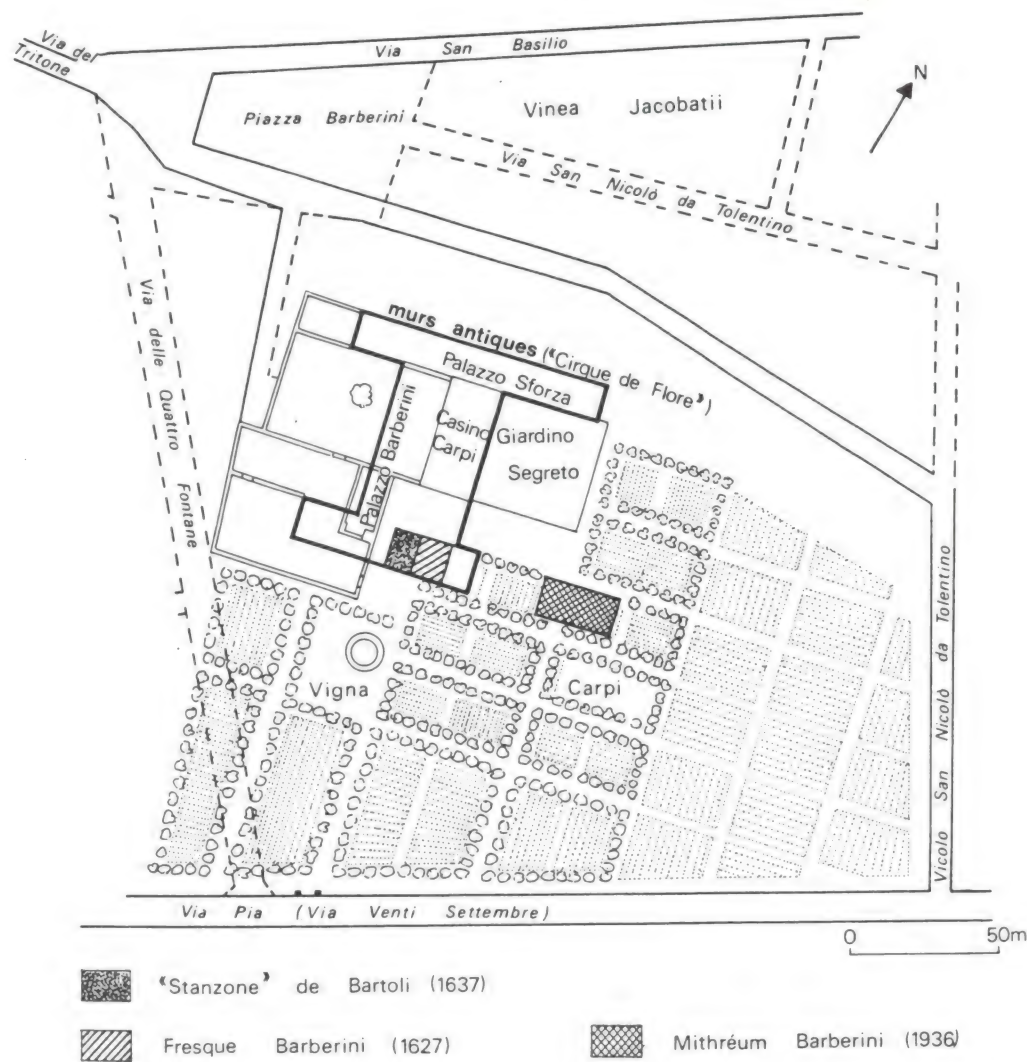 Via del
Tritone
Via San Basilio
N
Piazza Barberini
Vinea Jacobatii
Via San Nicolò da Tolentino
Via delle Quattro Fontane
murs antiques (“Cirque de Flore”)
Palazzo Sforza
Palazzo Barberini
Casino
Carpi
Giardino
Segreto
Palazzo Barberini
Vigna
Carpi
Vicolo San Nicolò da Tolentino
Via Pia (Via Venti Settembre)
0 50m
“Stanzone” de Bartoli (1637)
Fresque Barberini (1627)
Mithréum Barberini (1936)